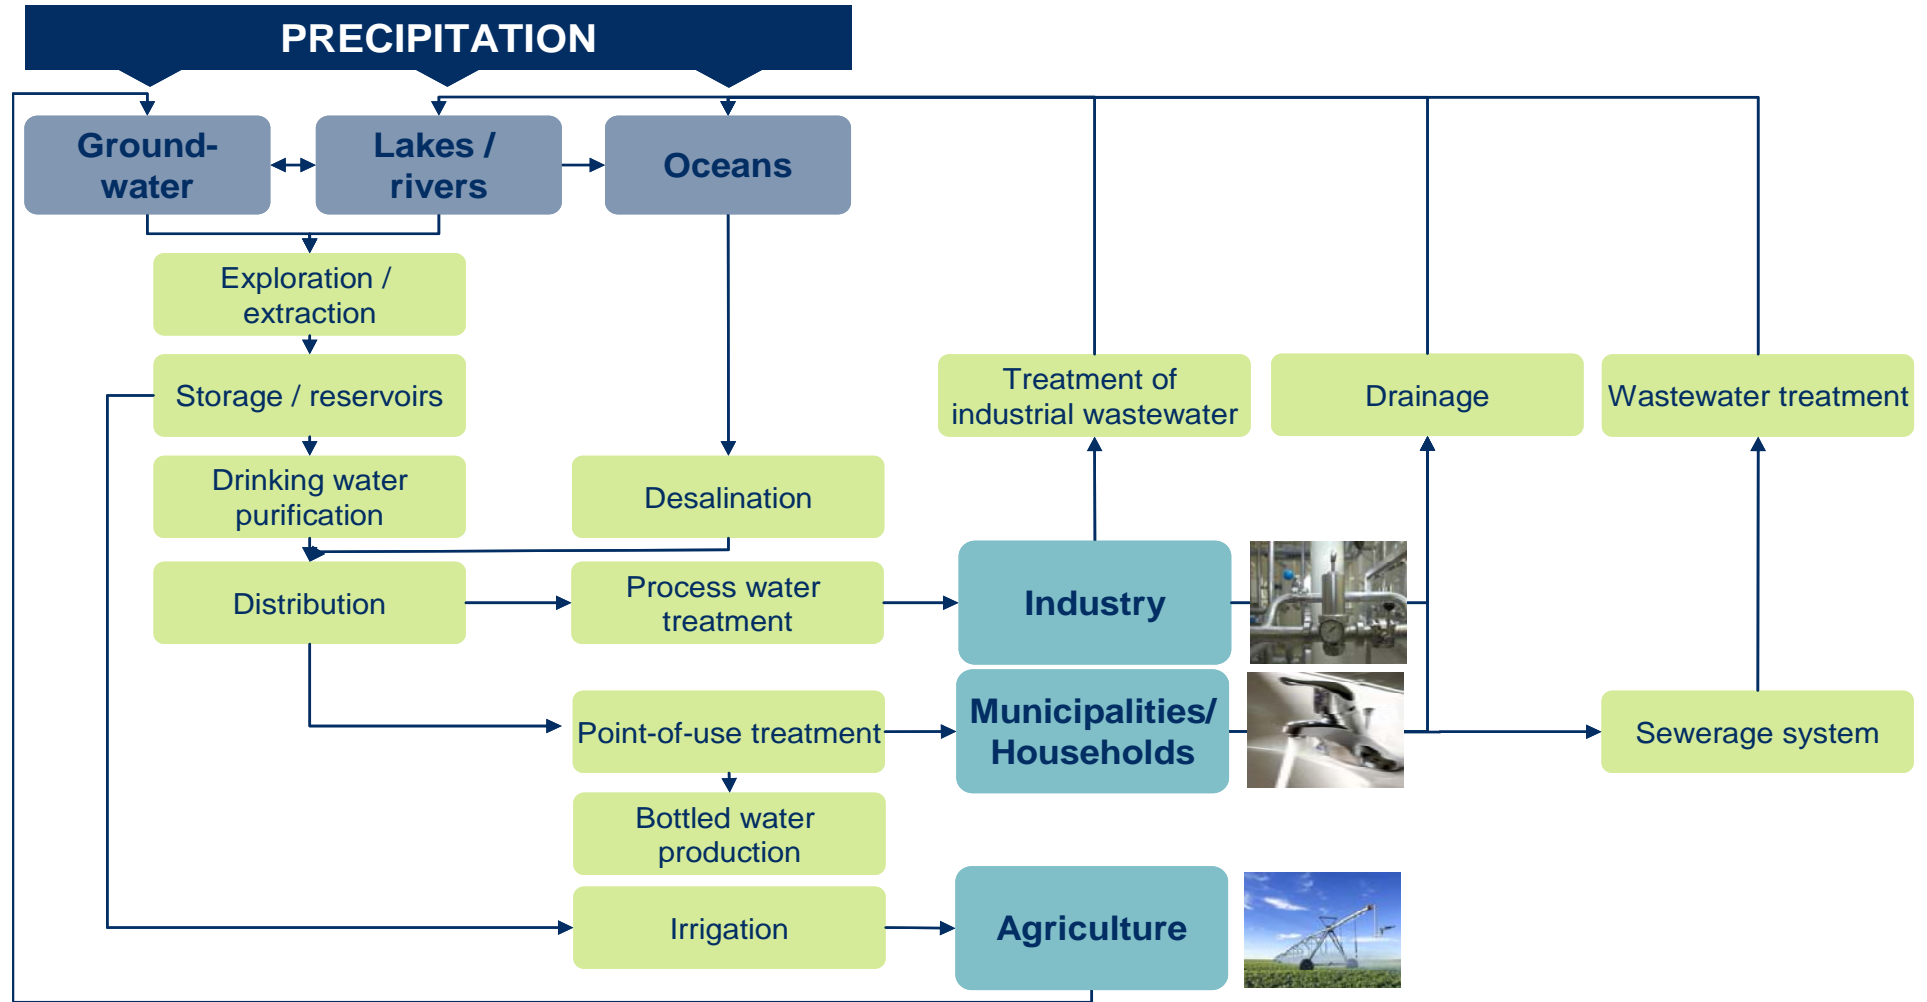 PRECIPITATION
Ground-
water
Lakes /
rivers
Oceans
Exploration /
extraction
Storage / reservoirs
Treatment of
industrial wastewater
Drainage
Wastewater treatment
Drinking water
purification
Desalination
Distribution
Process water
treatment
Industry
Point-of-use treatment
Municipalities/
Households
Sewerage system
Bottled water
production
Irrigation
Agriculture